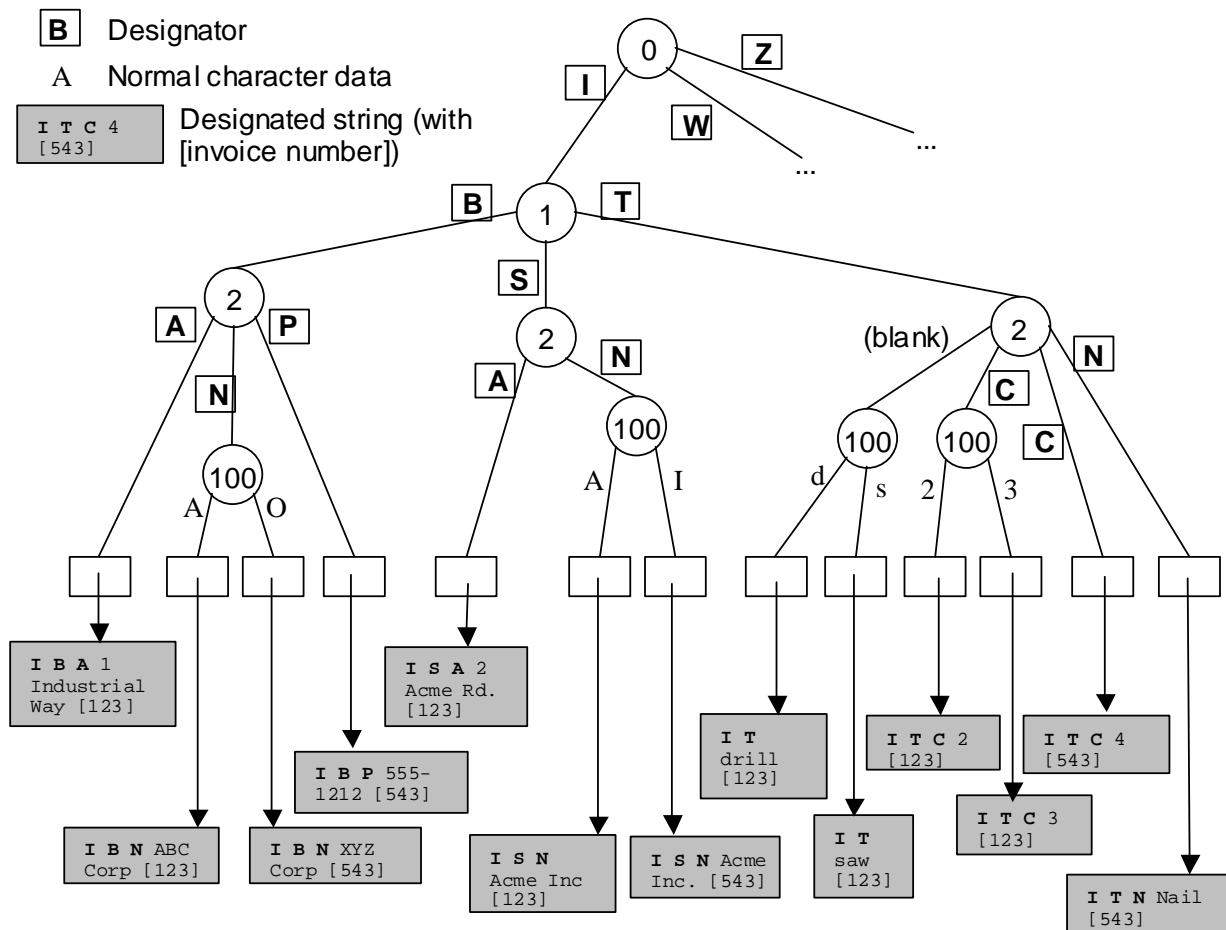 B Designator
A Normal character data
I T C 4
[543]
Designated string (with
[invoice number])
0
I
W
Z
...
...
1
B
S
T
2
A
N
P
2
A
N
2
(blank)
C
C
N
100
A
O
100
A
I
100
d
s
100
2
3
I B A 1
Industrial
Way [123]
I B N ABC
Corp [123]
I B N XYZ
Corp [543]
I B P 555-
1212 [543]
I S A 2
Acme Rd.
[123]
I S N
Acme Inc
[123]
I S N Acme
Inc. [543]
I T
drill
[123]
I T
saw
[123]
I T C 2
[123]
I T C 3
[123]
I T C 4
[543]
I T N Nail
[543]